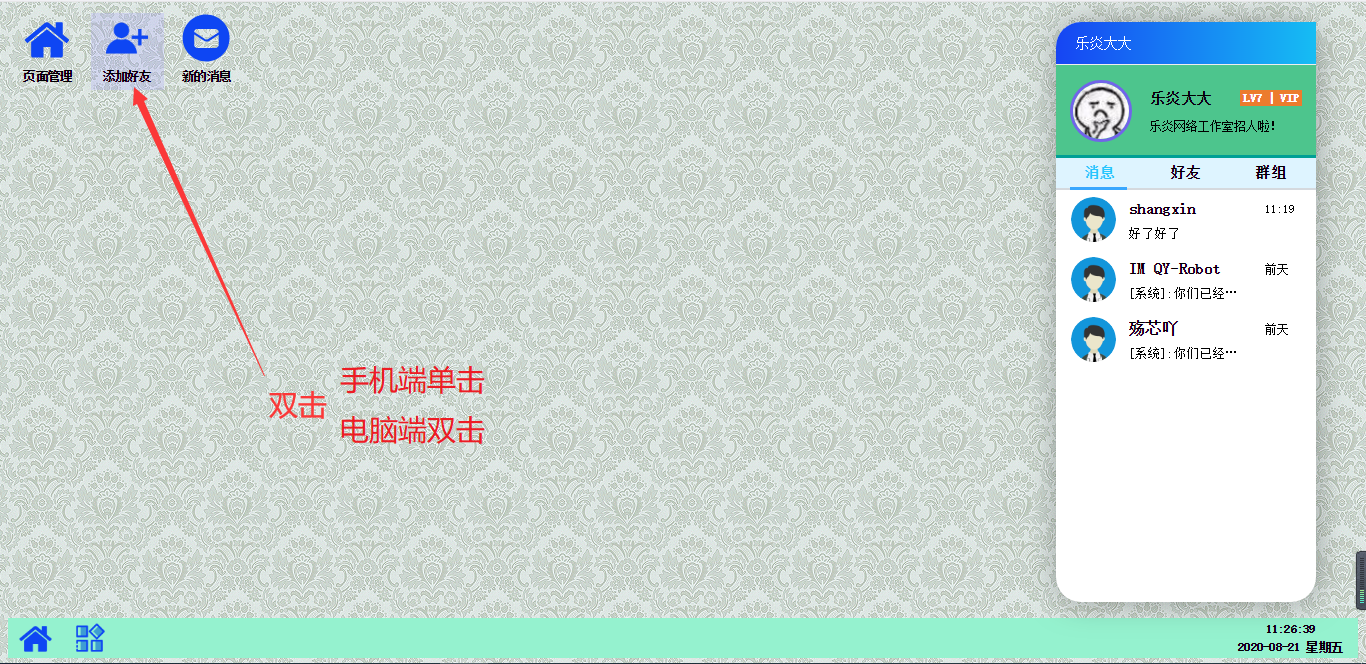 页面管理
添加好友
新的消息
双击
手机端单击
电脑端双击
乐炎大大
乐炎大大
LV7 | VIP
乐炎网络工作室招人啦!
消息
好友
群组
shangxin
11:19
好了好了
IM QY-Robot
前天
[系统]:你们已经…
殇芯吖
前天
[系统]:你们已经…
11:26:39
2020-08-21 星期五